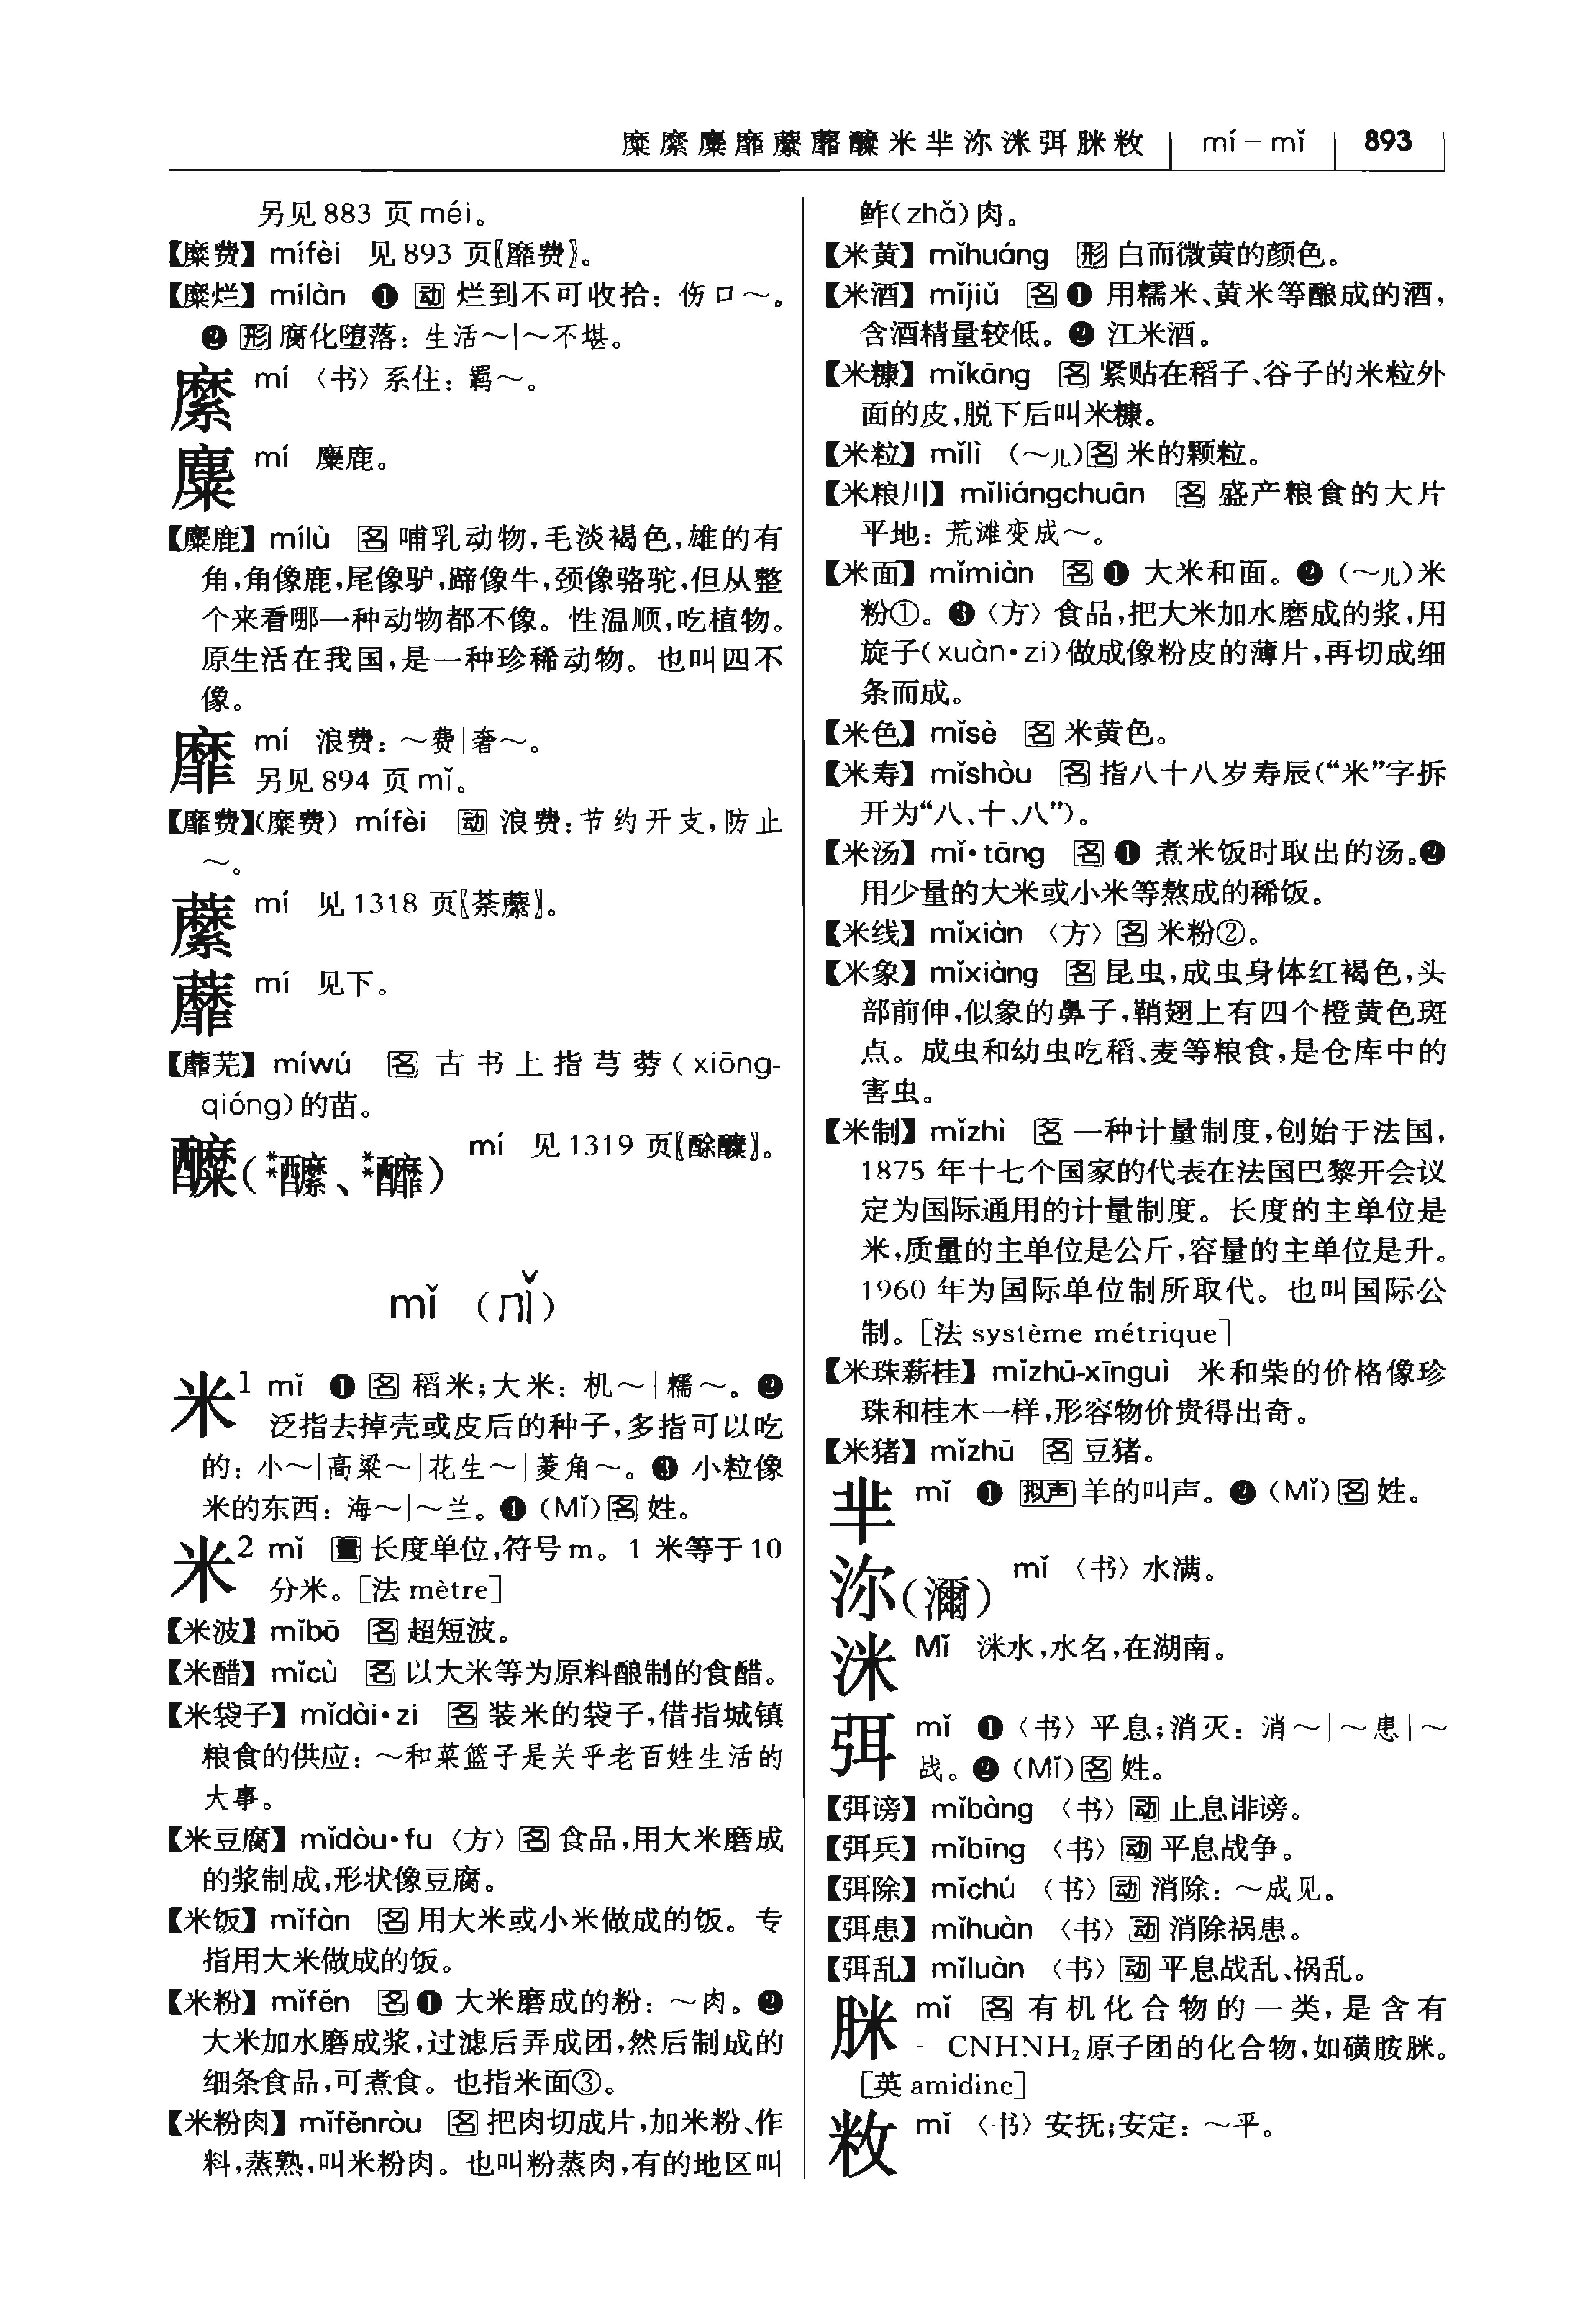 糜縻麋靡蘼蘼醾米芈沵洣弭脒敉 mí－mǐ 893
另见883 页 méi。
【糜费】mífèi 见 893 页〖靡费〗。
【糜烂】mílàn ❶ 动 烂到不可收拾：伤口～。
❷ 形 腐化堕落：生活～|～不堪。
縻 mí 〈书〉系住：羁～。
麋 mí 麋鹿。
【麋鹿】mílù 名 哺乳动物,毛淡褐色,雄的有
角,角像鹿,尾像驴,蹄像牛,颈像骆驼,但从整
个来看哪一种动物都不像。性温顺,吃植物。
原生活在我国,是一种珍稀动物。也叫四不
像。
靡 mí 浪费：～费|奢～。
另见 894 页 mǐ。
【靡费】(糜费) mífèi 动 浪费：节约开支,防止
～。
蘼 mí 见 1318 页〖荼蘼〗。
蘼 mí 见下。
【蘼芜】míwú 名 古书上指芎䓖(xiōng-
qióng)的苗。
醾(**醿、**醾) mí 见 1319 页〖酴醾〗。
mǐ （ㄇㄧˇ）
米1 mǐ ❶ 名 稻米；大米：机～|糯～。❷
泛指去掉壳或皮后的种子,多指可以吃
的：小～|高粱～|花生～|菱角～。❸ 小粒像
米的东西：海～|～兰。❹ (Mǐ) 名 姓。
米2 mǐ 量 长度单位,符号 m。1 米等于 10
分米。[法 mètre]
【米波】mǐbō 名 超短波。
【米醋】mǐcù 名 以大米等为原料酿制的食醋。
【米袋子】mǐdài•zi 名 装米的袋子,借指城镇
粮食的供应：～和菜篮子是关乎老百姓生活的
大事。
【米豆腐】mǐdòu•fu 〈方〉 名 食品,用大米磨成
的浆制成,形状像豆腐。
【米饭】mǐfàn 名 用大米或小米做成的饭。专
指用大米做成的饭。
【米粉】mǐfěn 名 ❶ 大米磨成的粉：～肉。❷
大米加水磨成浆,过滤后弄成团,然后制成的
细条食品,可煮食。也指米面③。
【米粉肉】mǐfěnròu 名 把肉切成片,加米粉、作
料,蒸熟,叫米粉肉。也叫粉蒸肉,有的地区叫
鲊(zhǎ)肉。
【米黄】mǐhuáng 形 白而微黄的颜色。
【米酒】mǐjiǔ 名 ❶ 用糯米、黄米等酿成的酒,
含酒精量较低。❷ 江米酒。
【米糠】mǐkāng 名 紧贴在稻子、谷子的米粒外
面的皮,脱下后叫米糠。
【米粒】mǐlì (～儿) 名 米的颗粒。
【米粮川】mǐliángchuān 名 盛产粮食的大片
平地：荒滩变成～。
【米面】mǐmiàn 名 ❶ 大米和面。❷ (～儿)米
粉①。❸〈方〉食品,把大米加水磨成的浆,用
旋子(xuàn•zi)做成像粉皮的薄片,再切成细
条而成。
【米色】mǐsè 名 米黄色。
【米寿】mǐshòu 名 指八十八岁寿辰(“米”字拆
开为“八、十、八”)。
【米汤】mǐ•tāng 名 ❶ 煮米饭时取出的汤。❷
用少量的大米或小米等熬成的稀饭。
【米线】mǐxiàn 〈方〉 名 米粉②。
【米象】mǐxiàng 名 昆虫,成虫身体红褐色,头
部前伸,似象的鼻子,鞘翅上有四个橙黄色斑
点。成虫和幼虫吃稻、麦等粮食,是仓库中的
害虫。
【米制】mǐzhì 名 一种计量制度,创始于法国,
1875 年十七个国家的代表在法国巴黎开会议
定为国际通用的计量制度。长度的主单位是
米,质量的主单位是公斤,容量的主单位是升。
1960 年为国际单位制所取代。也叫国际公
制。[法 système métrique]
【米珠薪桂】mǐzhū-xīnguì 米和柴的价格像珍
珠和桂木一样,形容物价贵得出奇。
【米猪】mǐzhū 名 豆猪。
芈 mǐ ❶ 拟声 羊的叫声。❷ (Mǐ) 名 姓。
沵(濔) mǐ 〈书〉水满。
洣 Mǐ 洣水,水名,在湖南。
弭 mǐ ❶〈书〉平息；消灭：消～|～患|～
战。❷ (Mǐ) 名 姓。
【弭谤】mǐbàng 〈书〉 动 止息诽谤。
【弭兵】mǐbīng 〈书〉 动 平息战争。
【弭除】mǐchú 〈书〉 动 消除：～成见。
【弭患】mǐhuàn 〈书〉 动 消除祸患。
【弭乱】mǐluàn 〈书〉 动 平息战乱、祸乱。
脒 mǐ 名 有机化合物的一类,是含有
—CNHNH₂原子团的化合物,如磺胺脒。
[英 amidine]
敉 mǐ 〈书〉安抚；安定：～平。